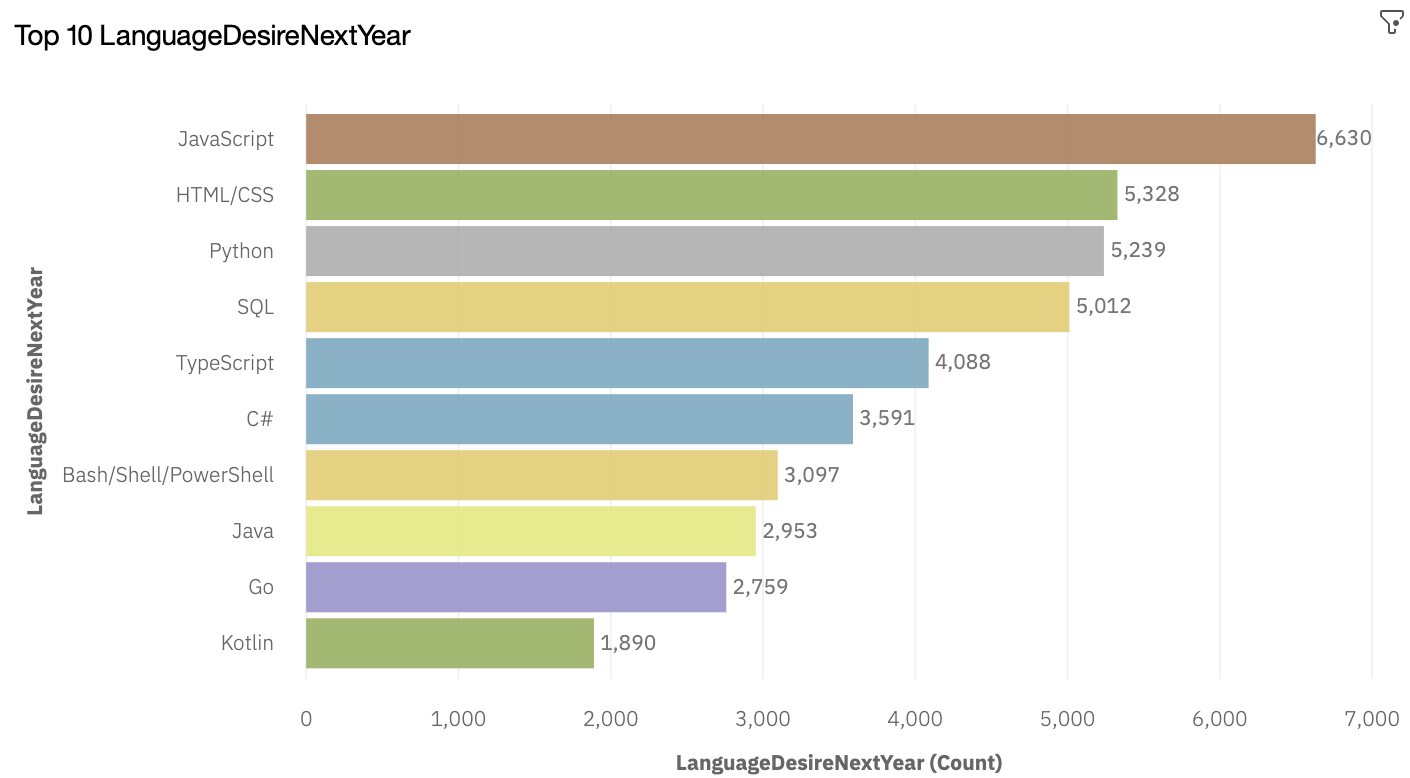 Top 10 LanguageDesireNextYear
LanguageDesireNextYear
JavaScript 6,630
HTML/CSS 5,328
Python 5,239
SQL 5,012
TypeScript 4,088
C# 3,591
Bash/Shell/PowerShell 3,097
Java 2,953
Go 2,759
Kotlin 1,890
0 1,000 2,000 3,000 4,000 5,000 6,000 7,000
LanguageDesireNextYear (Count)